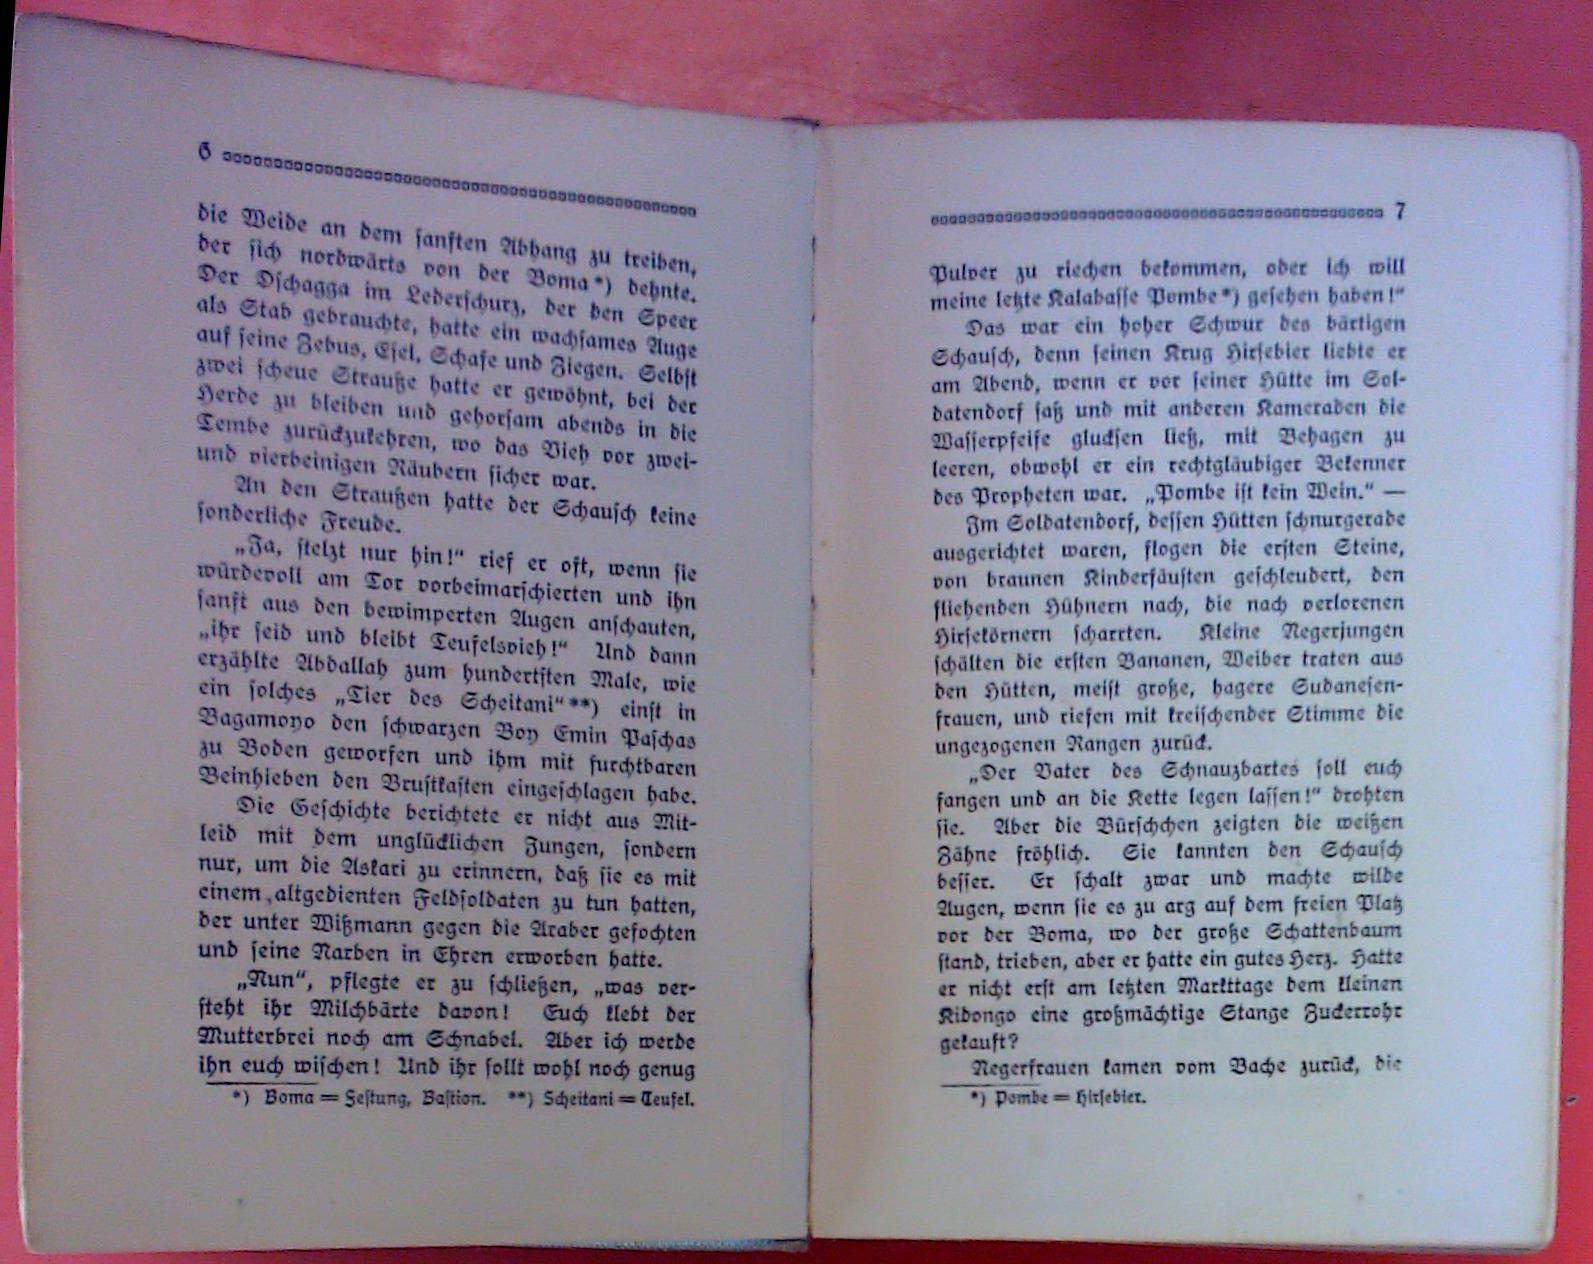 6
die Weide an dem sanften Abhang zu treiben,
der sich nordwärts von der Boma*) dehnte.
Der Dschagga im Lederschurz, der den Speer
als Stab gebrauchte, hatte ein wachsames Auge
auf seine Zebus, Esel, Schafe und Ziegen. Selbst
zwei scheue Strauße hatte er gewöhnt, bei der
Herde zu bleiben und gehorsam abends in die
Tembe zurückzukehren, wo das Vieh vor zwei-
und vierbeinigen Räubern sicher war.
An den Straußen hatte der Schausch keine
sonderliche Freude.
„Ja, stelzt nur hin!“ rief er oft, wenn sie
würdevoll am Tor vorbeimarschierten und ihn
sanft aus den bewimperten Augen anschauten,
„ihr seid und bleibt Teufelsvieh!“ Und dann
erzählte Abdallah zum hundertsten Male, wie
ein solches „Tier des Scheitani“**) einst in
Bagamoyo den schwarzen Boy Emin Paschas
zu Boden geworfen und ihm mit furchtbaren
Beinhieben den Brustkasten eingeschlagen habe.
Die Geschichte berichtete er nicht aus Mit-
leid mit dem unglücklichen Jungen, sondern
nur, um die Askari zu erinnern, daß sie es mit
einem altgedienten Feldsoldaten zu tun hatten,
der unter Wißmann gegen die Araber gefochten
und seine Narben in Ehren erworben hatte.
„Nun“, pflegte er zu schließen, „was ver-
steht ihr Milchbärte davon! Euch klebt der
Mutterbrei noch am Schnabel. Aber ich werde
ihn euch wischen! Und ihr sollt wohl noch genug
*) Boma = Festung, Bastion. **) Scheitani = Teufel.
7
Pulver zu riechen bekommen, oder ich will
meine letzte Kalabasse Pombe*) gesehen haben!“
Das war ein hoher Schwur des bärtigen
Schausch, denn seinen Krug Hirsebier liebte er
am Abend, wenn er vor seiner Hütte im Sol-
datendorf saß und mit anderen Kameraden die
Wasserpfeife glucksen ließ, mit Behagen zu
leeren, obwohl er ein rechtgläubiger Bekenner
des Propheten war. „Pombe ist kein Wein.“ —
Im Soldatendorf, dessen Hütten schnurgerade
ausgerichtet waren, flogen die ersten Steine,
von braunen Kinderfäusten geschleudert, den
fliehenden Hühnern nach, die nach verlorenen
Hirsekörnern scharrten. Kleine Negerjungen
schälten die ersten Bananen, Weiber traten aus
den Hütten, meist große, hagere Sudanesen-
frauen, und riefen mit kreischender Stimme die
ungezogenen Rangen zurück.
„Der Vater des Schnauzbartes soll euch
fangen und an die Kette legen lassen!“ drohten
sie. Aber die Bürschchen zeigten die weißen
Zähne fröhlich. Sie kannten den Schausch
besser. Er schalt zwar und machte wilde
Augen, wenn sie es zu arg auf dem freien Platz
vor der Boma, wo der große Schattenbaum
stand, trieben, aber er hatte ein gutes Herz. Hatte
er nicht erst am letzten Markttage dem kleinen
Kidongo eine großmächtige Stange Zuckerrohr
gekauft?
Negerfrauen kamen vom Bache zurück, die
*) Pombe = Hirsebier.